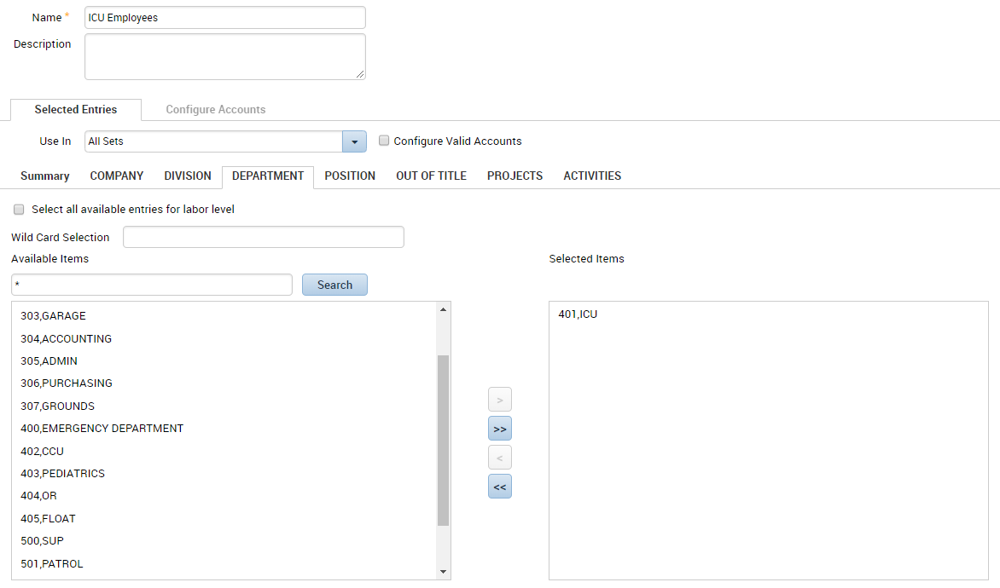 Name *
ICU Employees
Description
Selected Entries
Configure Accounts
Use In
All Sets
Configure Valid Accounts
Summary
COMPANY
DIVISION
DEPARTMENT
POSITION
OUT OF TITLE
PROJECTS
ACTIVITIES
Select all available entries for labor level
Wild Card Selection
Available Items
Selected Items
*
Search
303,GARAGE
304,ACCOUNTING
305,ADMIN
306,PURCHASING
307,GROUNDS
400,EMERGENCY DEPARTMENT
402,CCU
403,PEDIATRICS
404,OR
405,FLOAT
500,SUP
501,PATROL
>
>>
<
<<
401,ICU